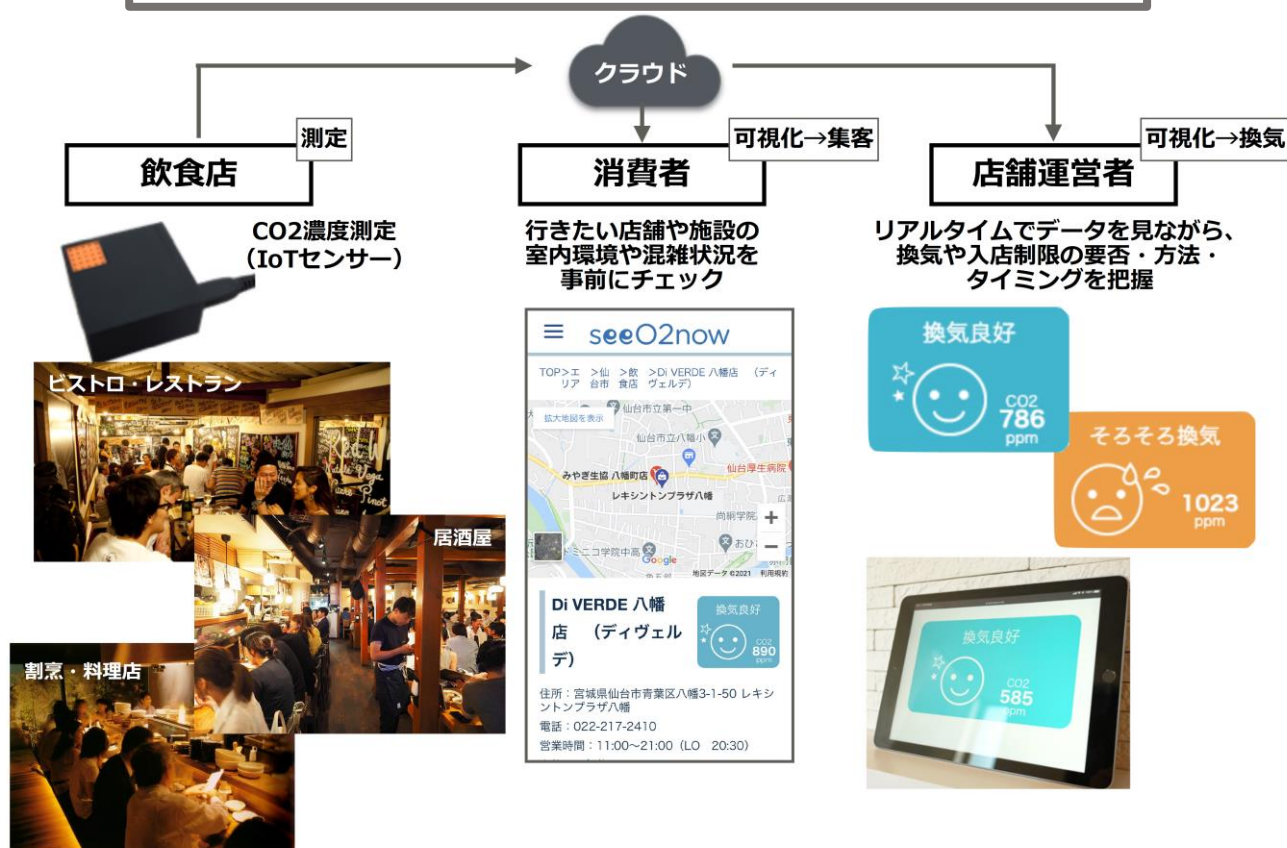 クラウド
測定
飲食店
CO2濃度測定
（IoTセンサー）
ビストロ・レストラン
居酒屋
割烹・料理店
可視化→集客
消費者
行きたい店舗や施設の
室内環境や混雑状況を
事前にチェック
seeO2now
TOP>エリア >仙台市 >飲食店 >Di VERDE 八幡店 （ディヴェルデ）
拡大地図を表示
仙台市立第一中
仙台市立八幡小
みやぎ生協 八幡町店
仙台厚生病院
レキシントンプラザ八幡
尚絅学院
ドミニコ学院中高
Google
地図データ ©2021 利用規約
Di VERDE 八幡
店 （ディヴェル
デ）
換気良好
CO2
890
ppm
住所：宮城県仙台市青葉区八幡3-1-50 レキシ
ントンプラザ八幡
電話：022-217-2410
営業時間：11:00～21:00（LO 20:30）
可視化→換気
店舗運営者
リアルタイムでデータを見ながら、
換気や入店制限の要否・方法・
タイミングを把握
換気良好
CO2
786
ppm
そろそろ換気
1023
ppm
換気良好
CO2
585
ppm